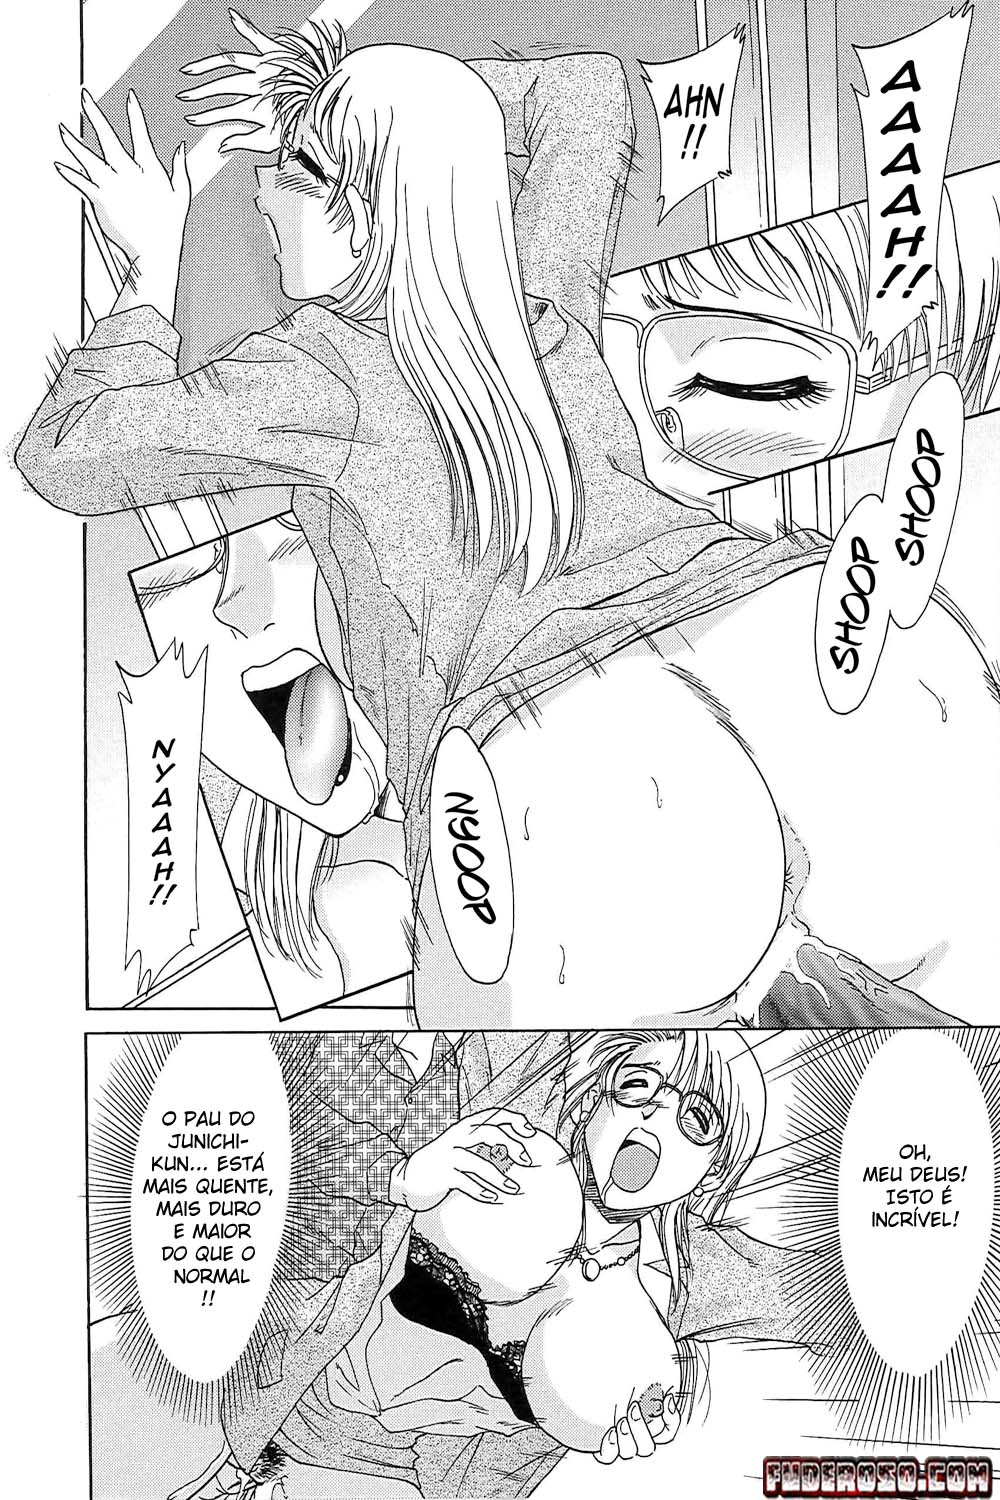 AAAAH!!
AHN
!!
SHOOP
SHOOP
NYAAAH!!
NYOOP
OH,
MEU DEUS!
ISTO É
INCRÍVEL!
O PAU DO
JUNICHI-
KUN... ESTÁ
MAIS QUENTE,
MAIS DURO
E MAIOR
DO QUE O
NORMAL
!!
FUDEROSO.COM